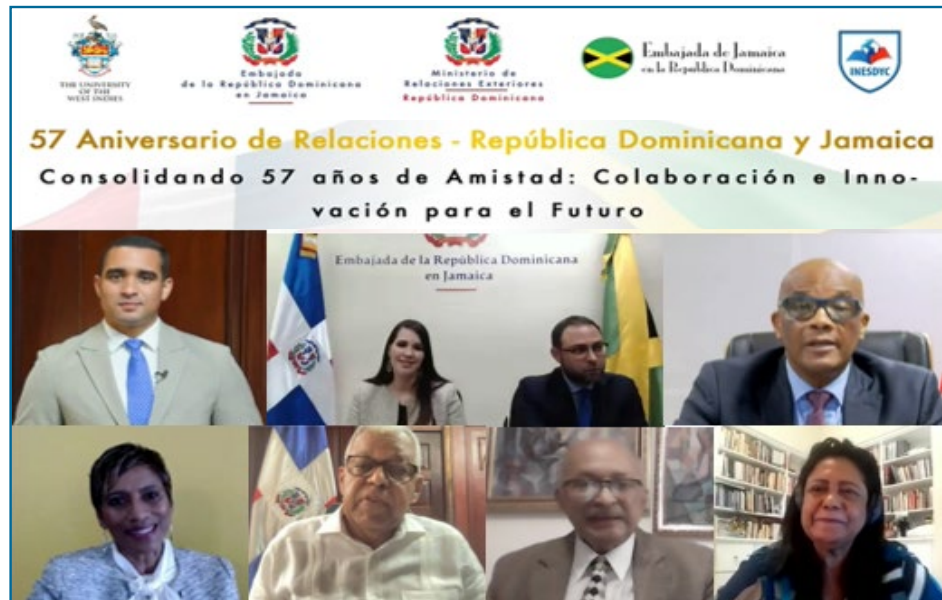 THE UNIVERSITY
OF THE
WEST INDIES
Embajada
de la República Dominicana
en Jamaica
Ministerio de
Relaciones Exteriores
República Dominicana
Embajada de Jamaica
en la República Dominicana
INESDYC
57 Aniversario de Relaciones - República Dominicana y Jamaica
Consolidando 57 años de Amistad: Colaboración e Inno-
vación para el Futuro
Embajada de la República Dominicana
en Jamaica